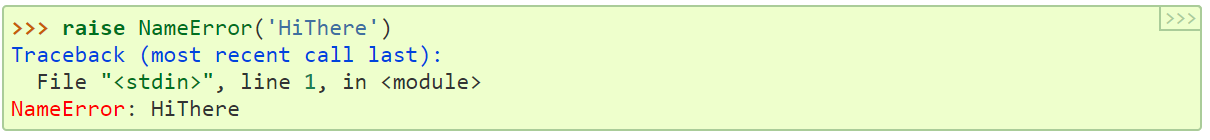 >>> raise NameError('HiThere')
>>>
Traceback (most recent call last):
  File "<stdin>", line 1, in <module>
NameError: HiThere